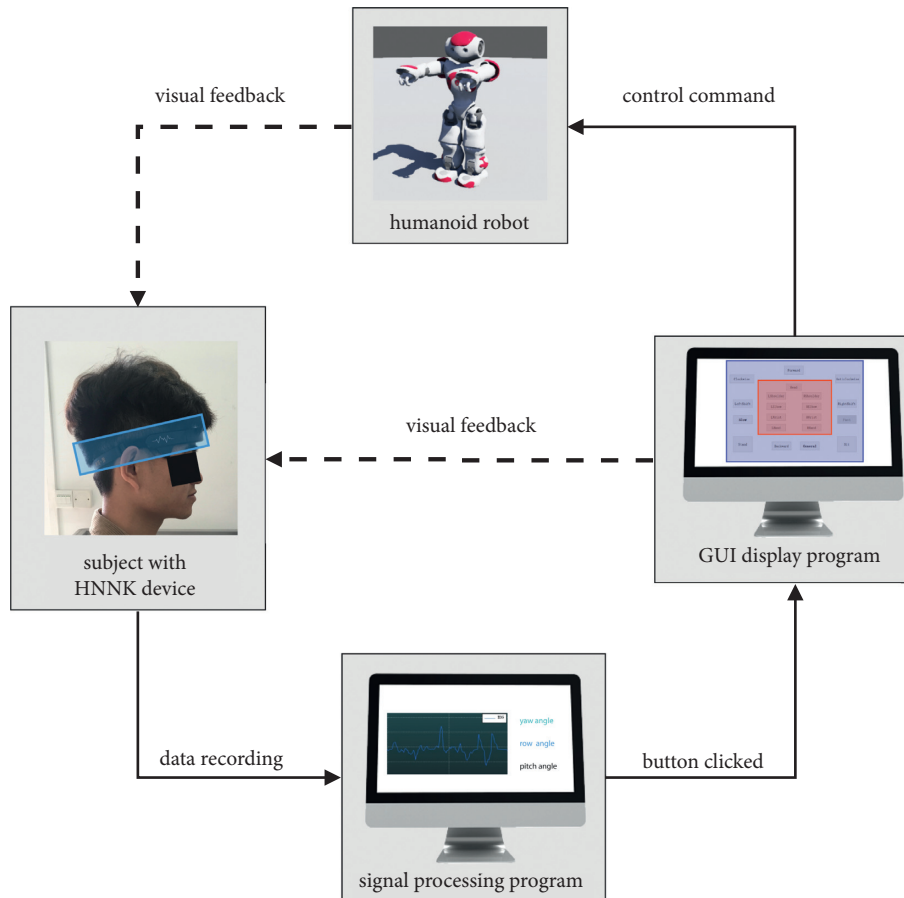 visual feedback
control command
humanoid robot
visual feedback
subject with
HNNK device
GUI display program
yaw angle
row angle
pitch angle
data recording
button clicked
signal processing program